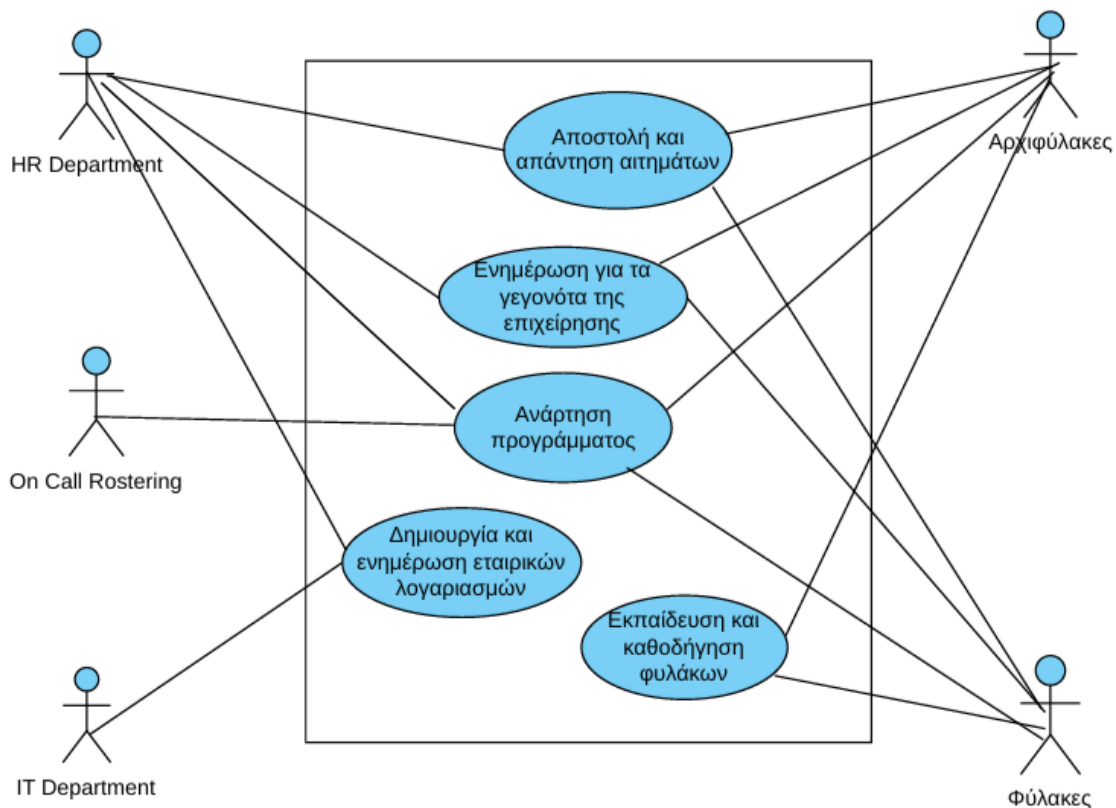 HR Department
Αρχιφύλακες
Αποστολή και
απάντηση αιτημάτων
Ενημέρωση για τα
γεγονότα της
επιχείρησης
Ανάρτηση
προγράμματος
On Call Rostering
Δημιουργία και
ενημέρωση εταιρικών
λογαριασμών
Εκπαίδευση και
καθοδήγηση
φυλάκων
IT Department
Φύλακες